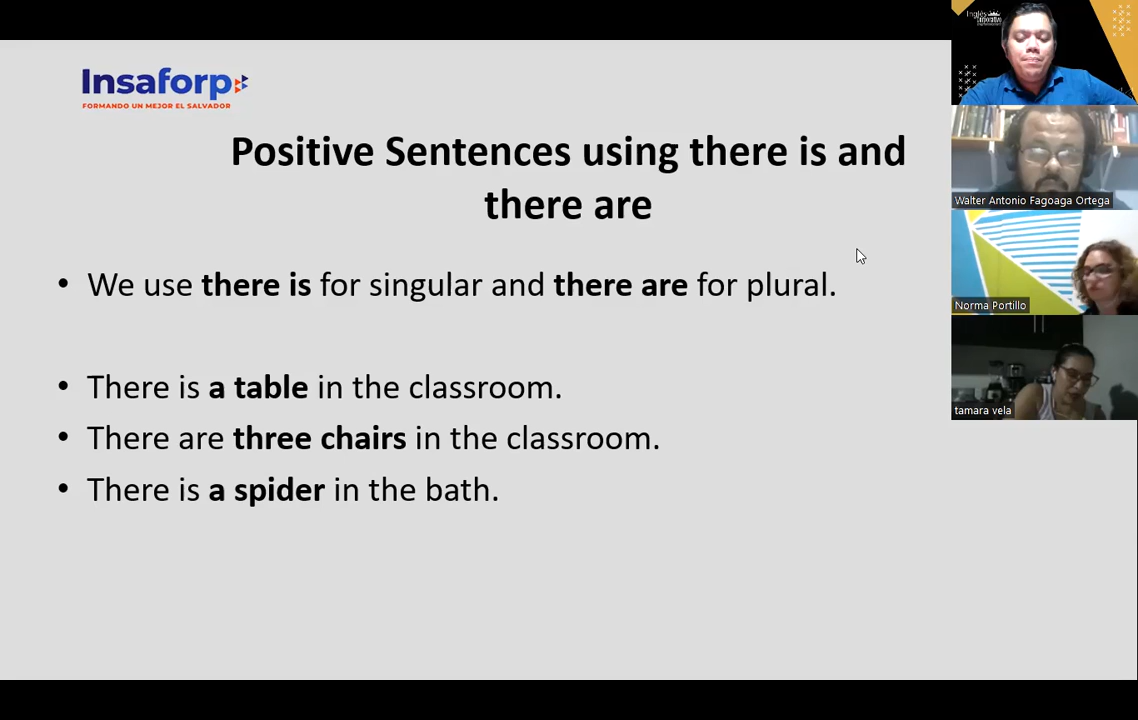 Insaforp
FORMANDO UN MEJOR EL SALVADOR
Positive Sentences using there is and
there are
• We use there is for singular and there are for plural.
• There is a table in the classroom.
• There are three chairs in the classroom.
• There is a spider in the bath.
Inglés
Walter Antonio Fagoaga Ortega
Norma Portillo
tamara vela